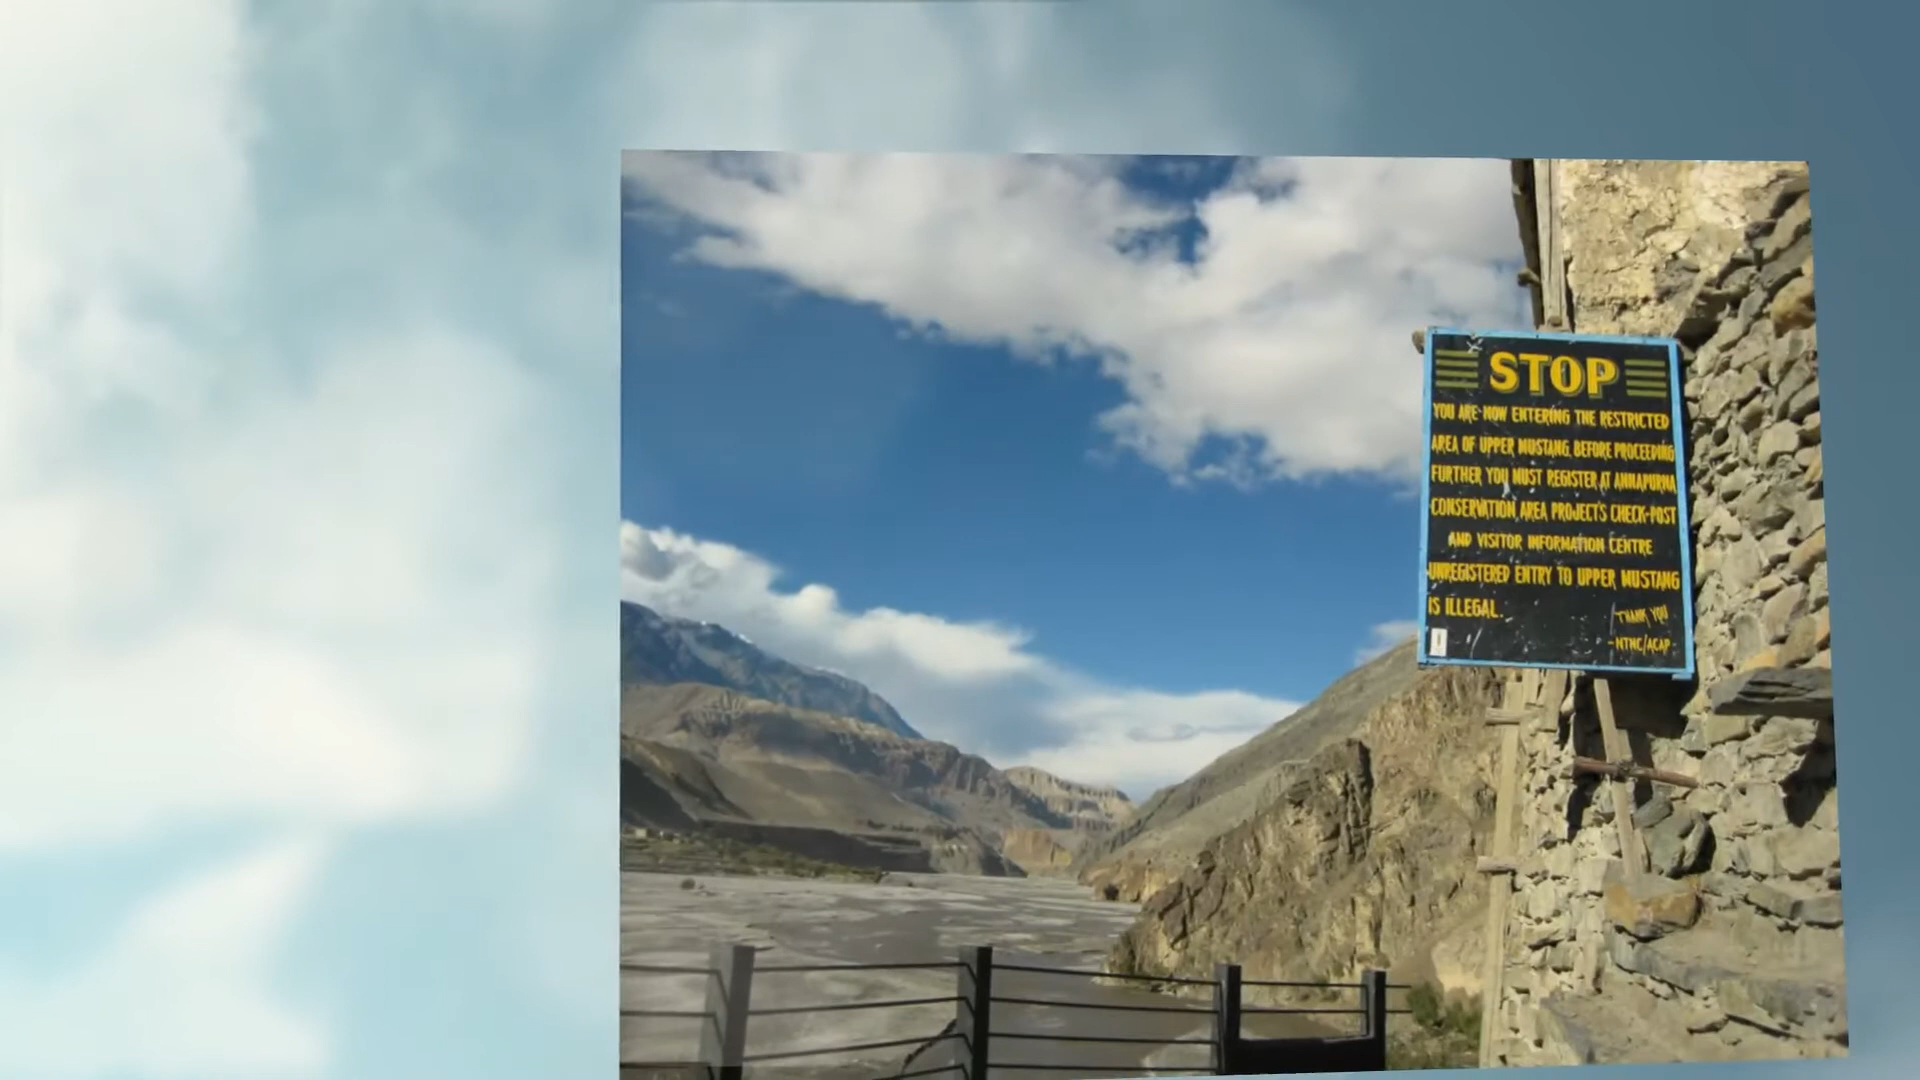 STOP
YOU ARE NOW ENTERING THE RESTRICTED
AREA OF UPPER MUSTANG. BEFORE PROCEEDING
FURTHER YOU MUST REGISTER AT ANNAPURNA
CONSERVATION AREA PROJECT'S CHECK-POST
AND VISITOR INFORMATION CENTRE
UNREGISTERED ENTRY TO UPPER MUSTANG
IS ILLEGAL.
THANK YOU
-NTNC/ACAP-